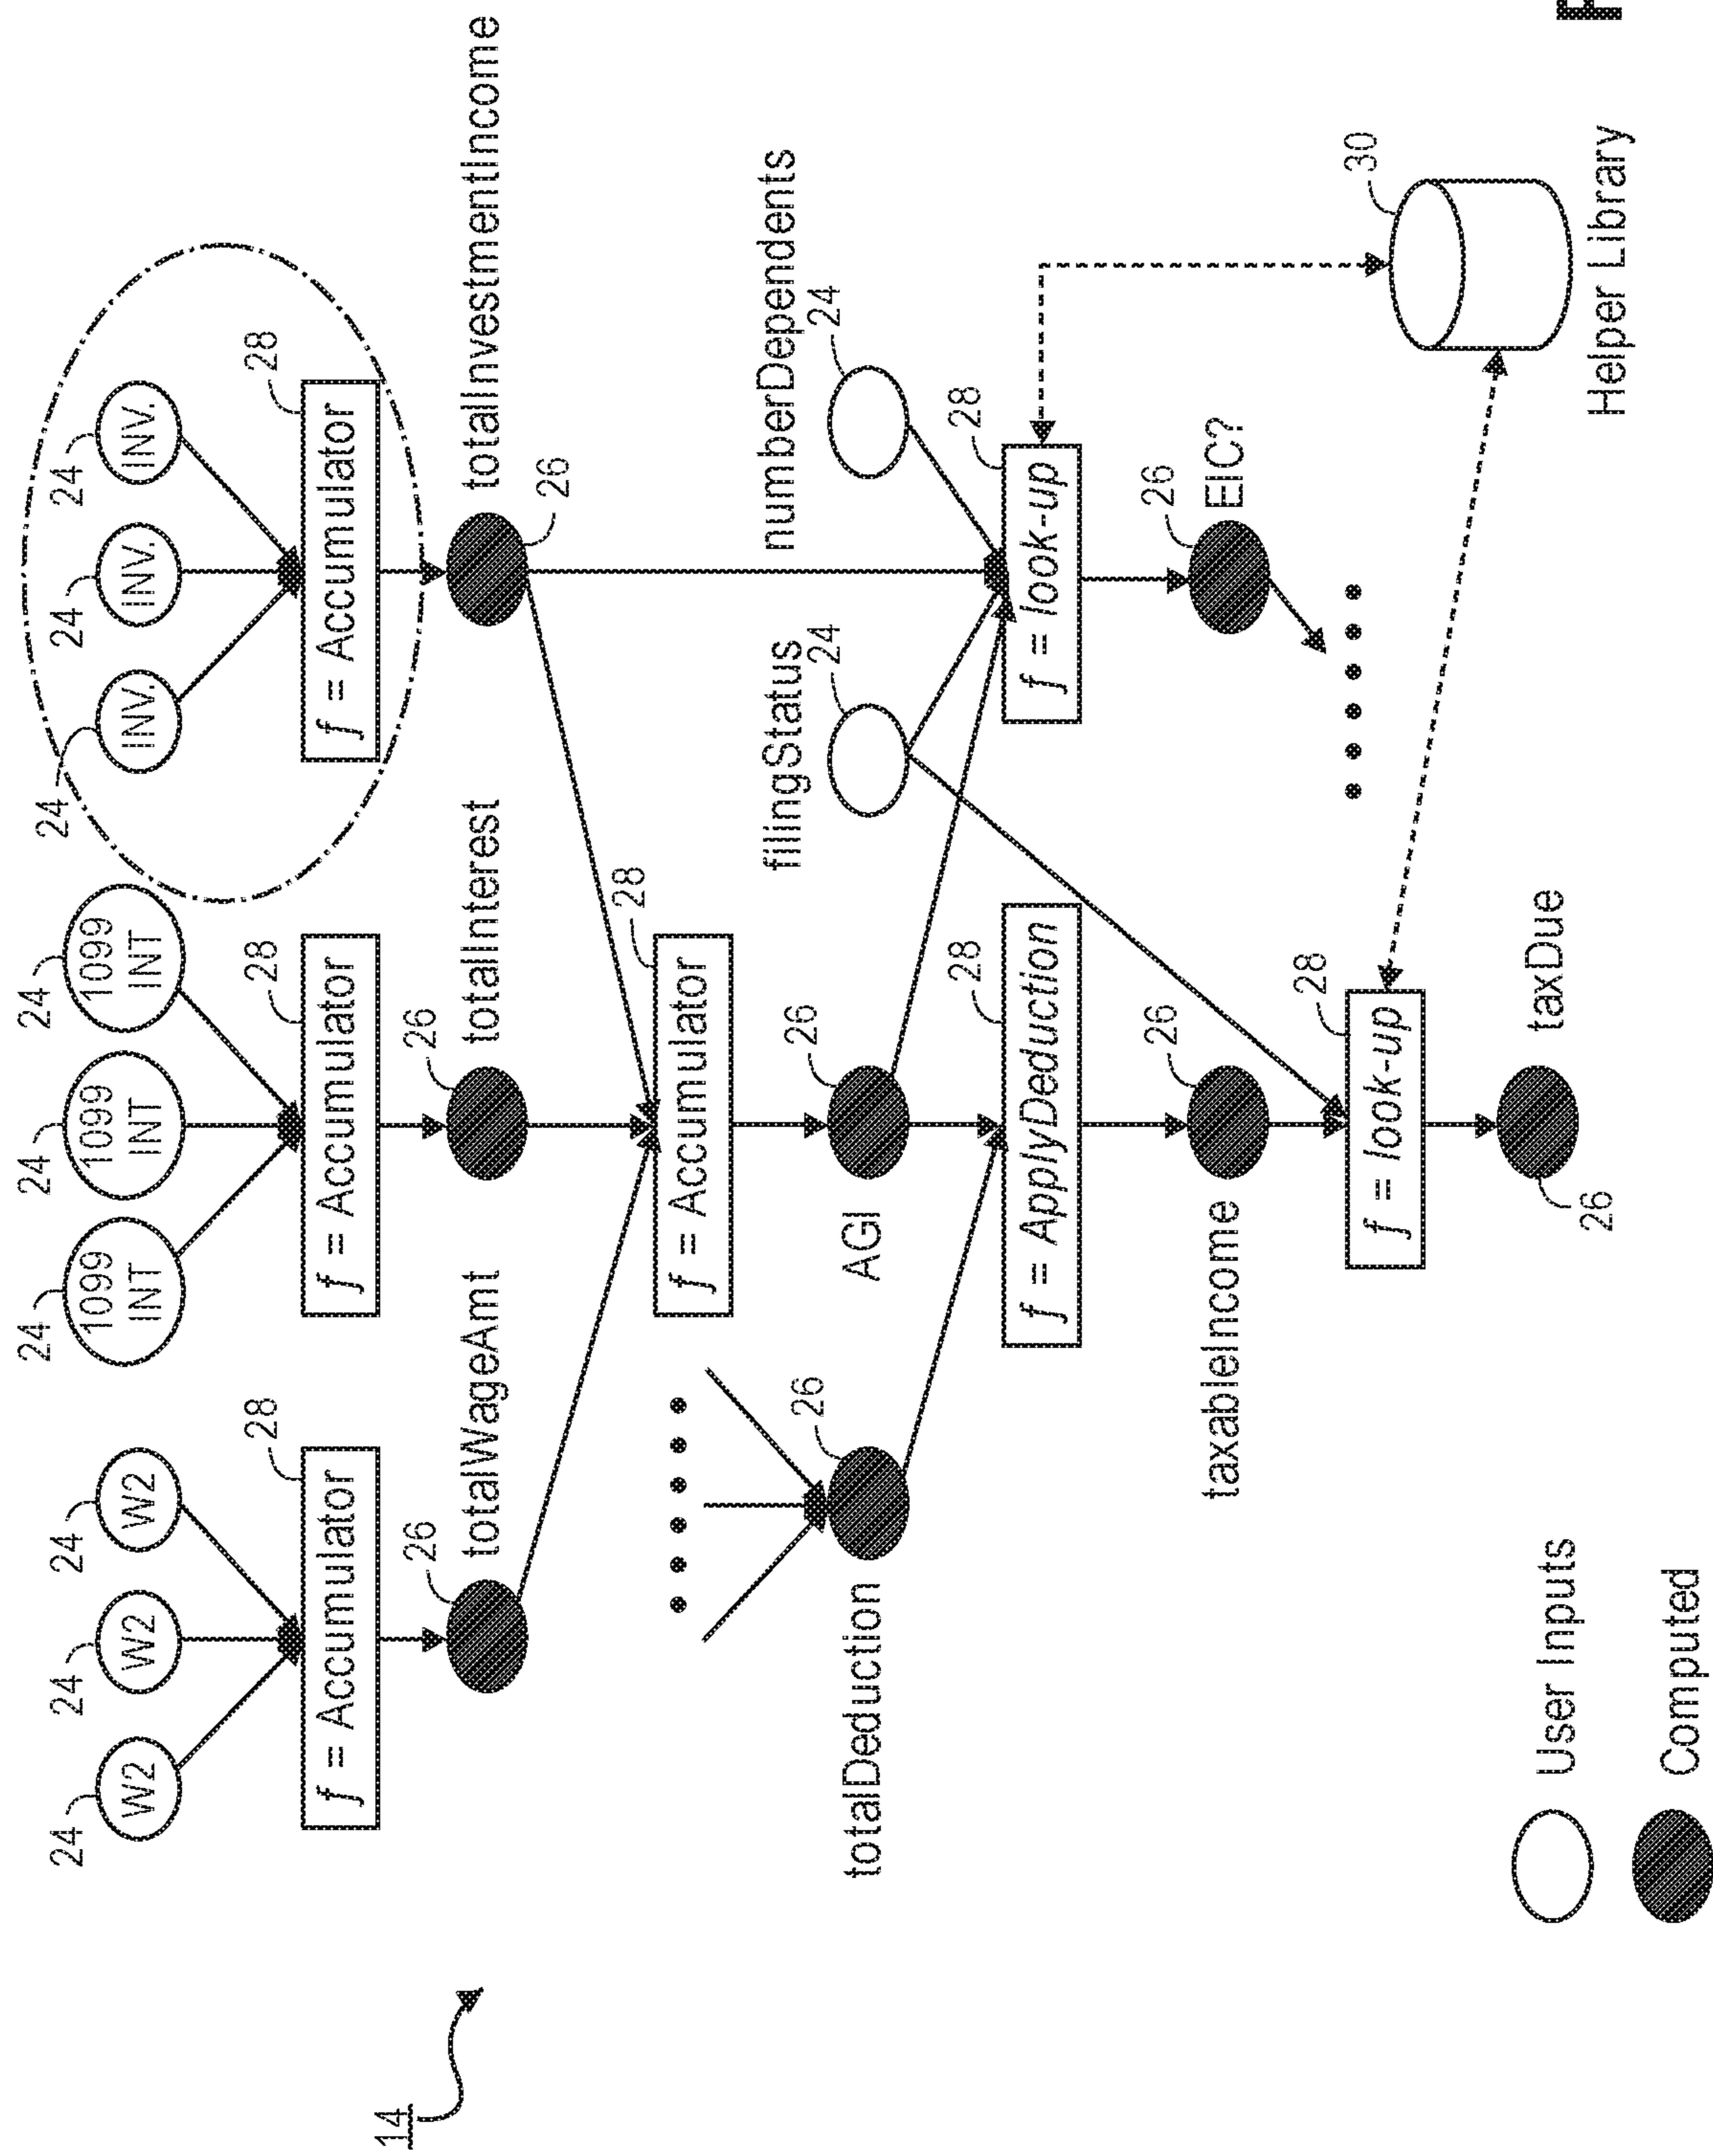 14
24 24 24 24 24 24 24 24 24
W2 W2 W2 1099 INT 1099 INT 1099 INT INV. INV. INV.
28 28 28
f = Accumulator f = Accumulator f = Accumulator
26 26 26
totalWageAmt totalInterest totalInvestmentIncome
28
f = Accumulator
fillingStatus numberDependents
26 26 24 24
totalDeduction AGI
28 28
f = ApplyDeduction f = look-up
26 26
taxableIncome EIC?
28 30
f = look-up
taxDue
26
Helper Library
User Inputs
Computed